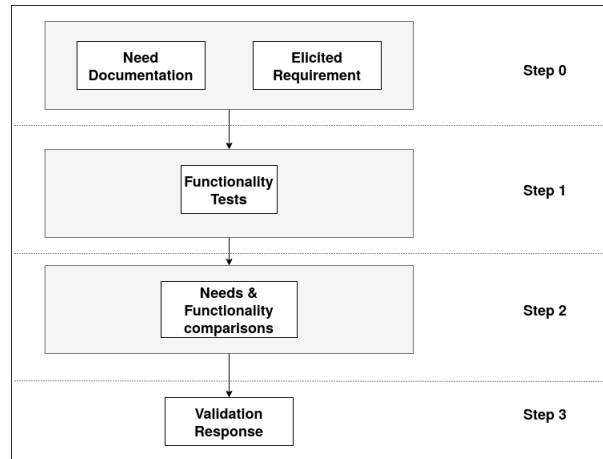 Need
Documentation
Elicited
Requirement
Step 0
Functionality
Tests
Step 1
Needs &
Functionality
comparisons
Step 2
Validation
Response
Step 3